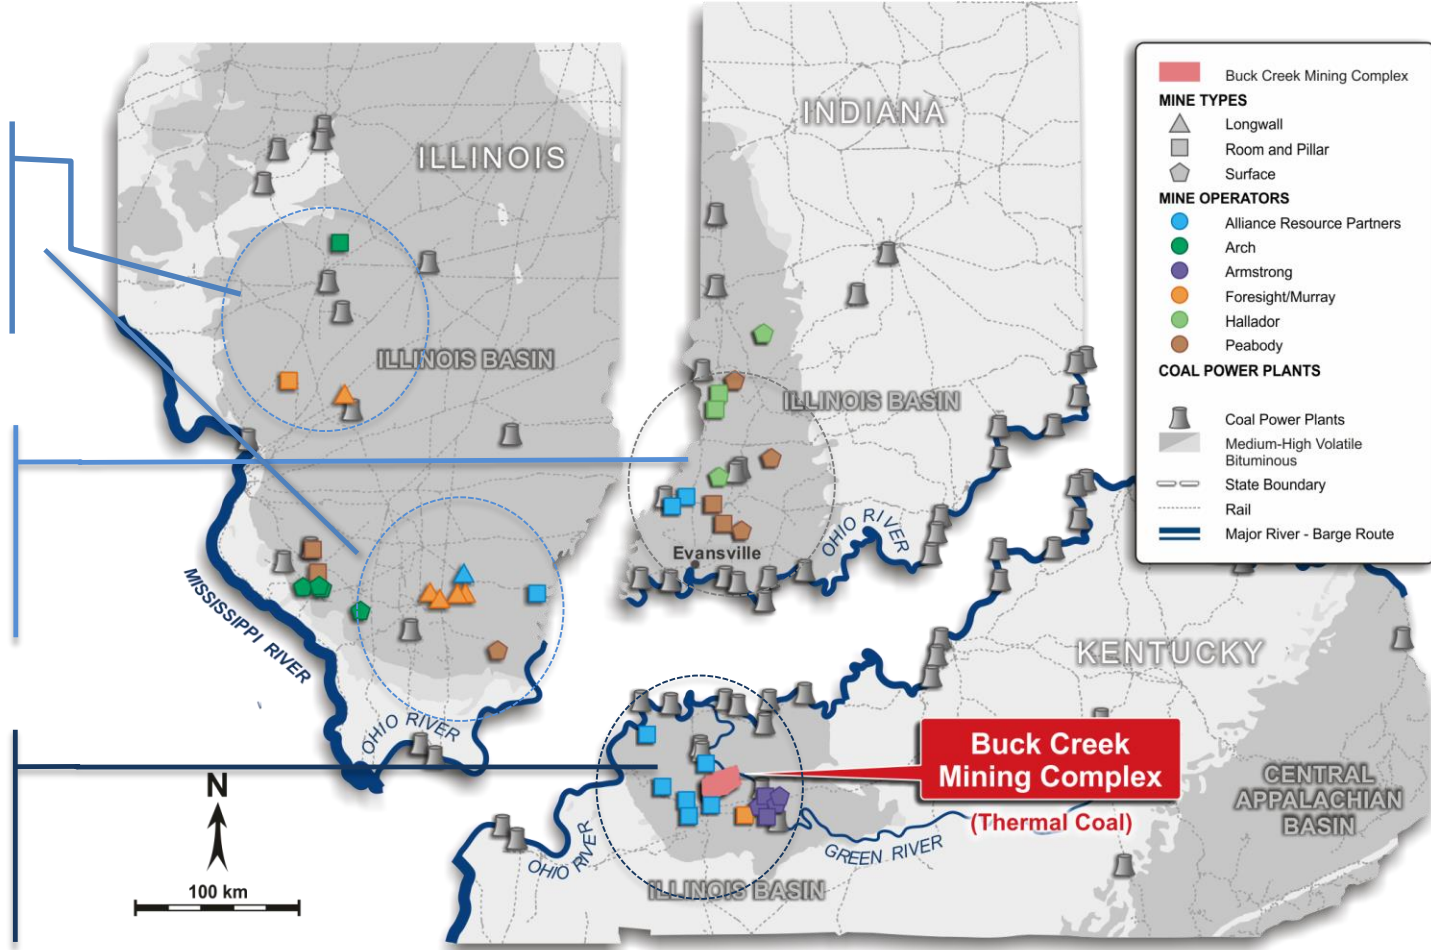 ILLINOIS
INDIANA
ILLINOIS BASIN
ILLINOIS BASIN
Evansville
OHIO RIVER
MISSISSIPPI RIVER
OHIO RIVER
N
100 km
OHIO RIVER
KENTUCKY
Buck Creek
Mining Complex
(Thermal Coal)
GREEN RIVER
ILLINOIS BASIN
CENTRAL
APPALACHIAN
BASIN
Buck Creek Mining Complex
MINE TYPES
Longwall
Room and Pillar
Surface
MINE OPERATORS
Alliance Resource Partners
Arch
Armstrong
Foresight/Murray
Hallador
Peabody
COAL POWER PLANTS
Coal Power Plants
Medium-High Volatile
Bituminous
State Boundary
Rail
Major River - Barge Route